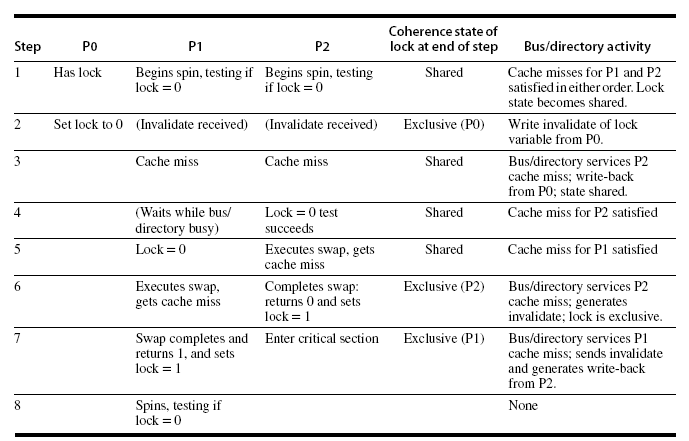 Coherence state of
Step P0 P1 P2 lock at end of step Bus/directory activity
1 Has lock Begins spin, testing if Begins spin, testing Shared Cache misses for P1 and P2
lock = 0 if lock = 0 satisfied in either order. Lock
state becomes shared.
2 Set lock to 0 (Invalidate received) (Invalidate received) Exclusive (P0) Write invalidate of lock
variable from P0.
3 Cache miss Cache miss Shared Bus/directory services P2
cache miss; write-back
from P0; state shared.
4 (Waits while bus/ Lock = 0 test Shared Cache miss for P2 satisfied
directory busy) succeeds
5 Lock = 0 Executes swap, gets Shared Cache miss for P1 satisfied
cache miss
6 Executes swap, Completes swap: Exclusive (P2) Bus/directory services P2
gets cache miss returns 0 and sets cache miss; generates
lock = 1 invalidate; lock is exclusive.
7 Swap completes and Enter critical section Exclusive (P1) Bus/directory services P1
returns 1, and sets cache miss; sends invalidate
lock = 1 and generates write-back
from P2.
8 Spins, testing if None
lock = 0